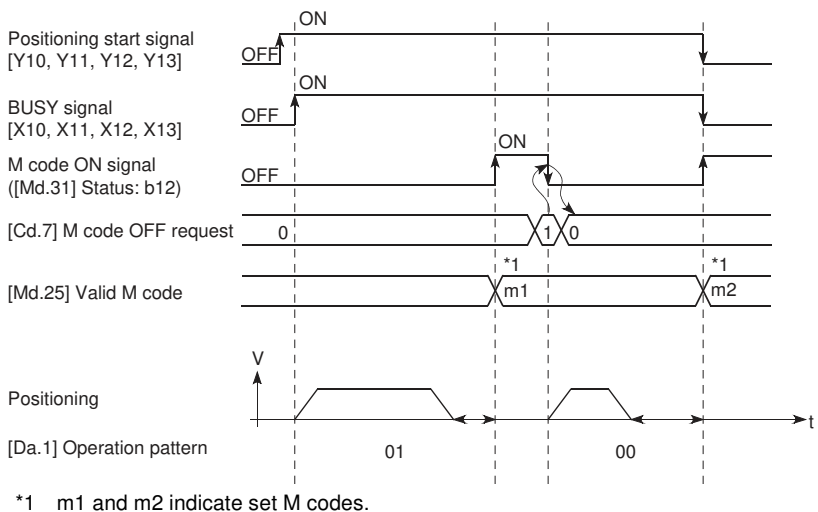 ON
Positioning start signal
[Y10, Y11, Y12, Y13]
OFF
ON
BUSY signal
[X10, X11, X12, X13]
OFF
ON
M code ON signal
([Md.31] Status: b12)
OFF
[Cd.7] M code OFF request 0 1 0
*1 *1
[Md.25] Valid M code m1 m2
V
Positioning
t
[Da.1] Operation pattern 01 00
*1 m1 and m2 indicate set M codes.